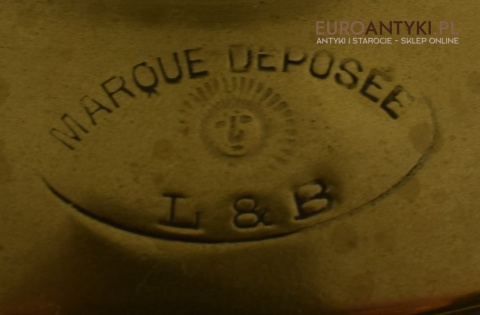 EUROANTYKI.PL
ANTYKI I STAROCIE - SKLEP ONLINE
MARQUE DEPOSÉE
L & B